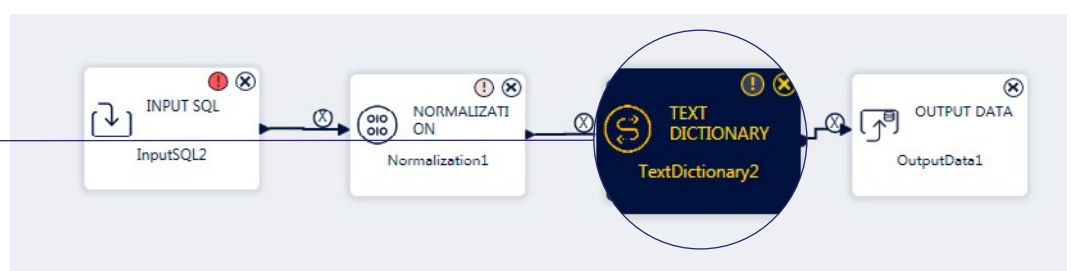 INPUT SQL
InputSQL2
NORMALIZATI
ON
Normalization1
TEXT
DICTIONARY
TextDictionary2
OUTPUT DATA
OutputData1